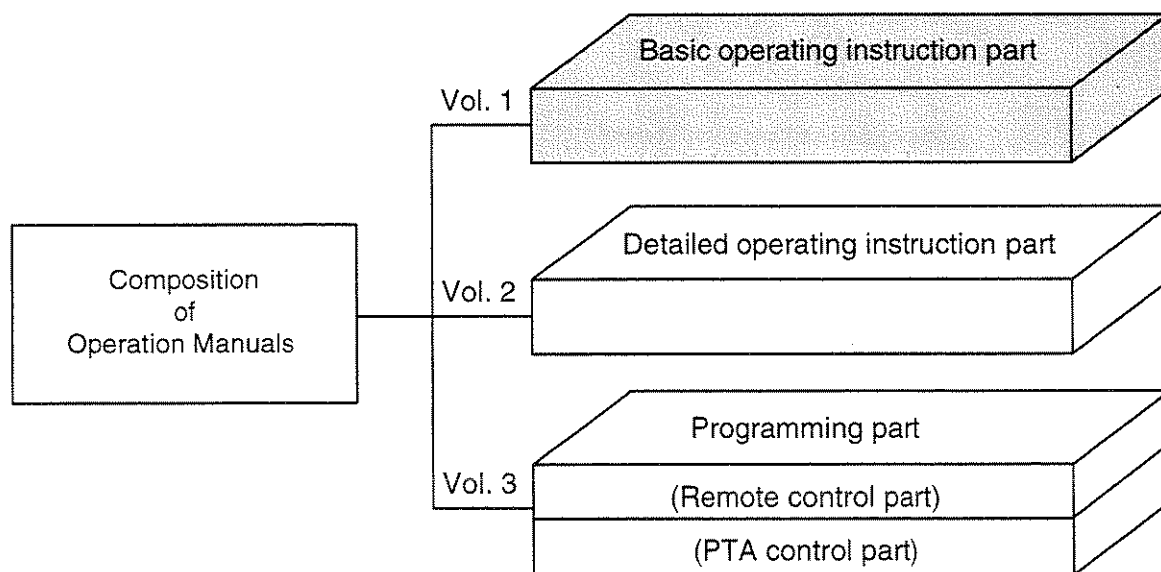 Basic operating instruction part
Vol. 1
Detailed operating instruction part
Composition
of
Operation Manuals
Vol. 2
Programming part
Vol. 3
(Remote control part)
(PTA control part)